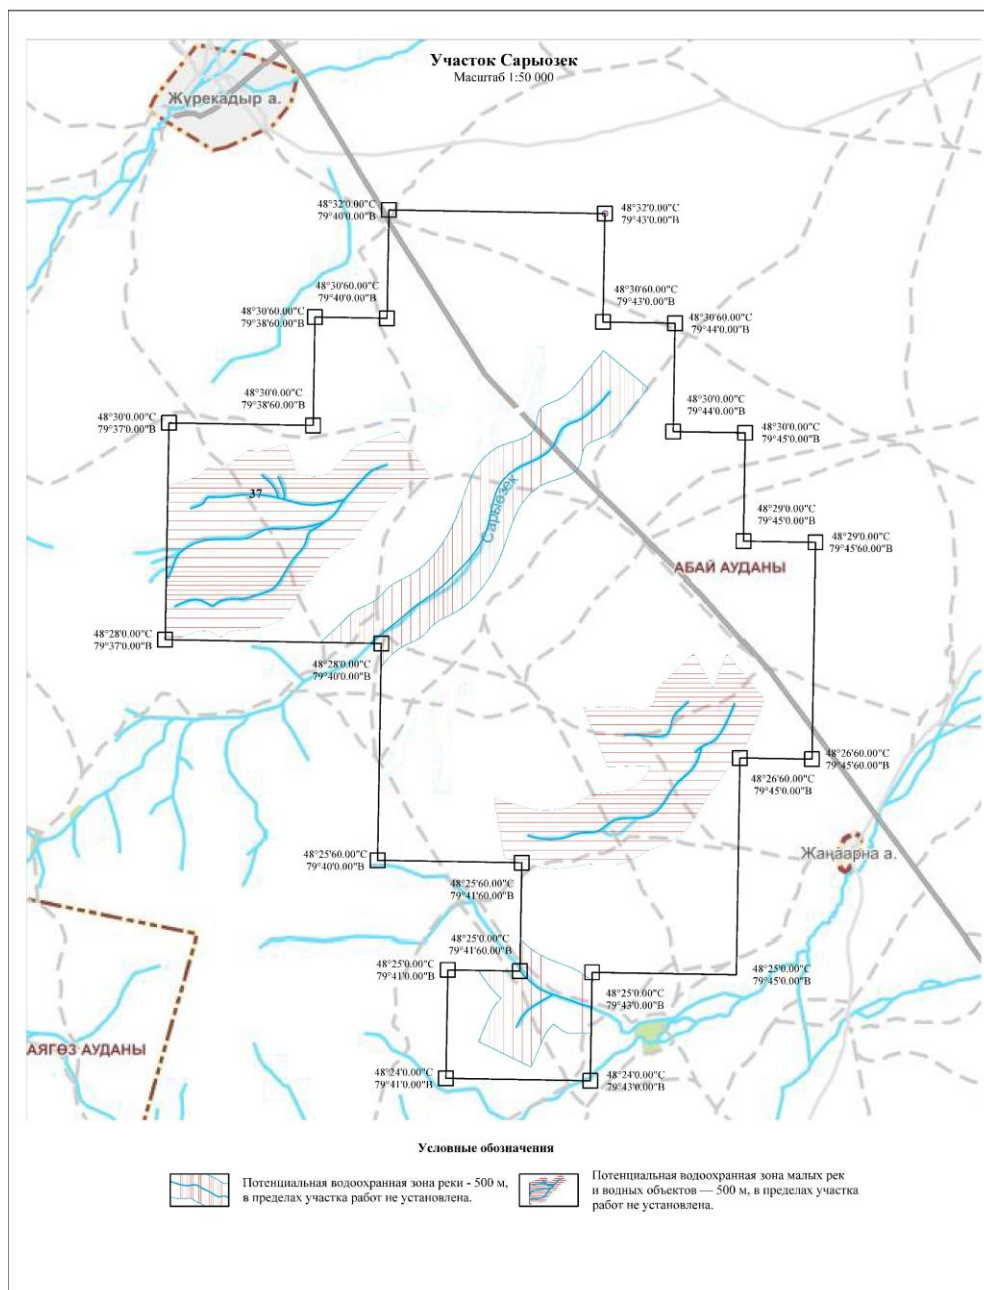 Участок Сарыозек
Масштаб 1:50 000
Жүрекадыр а.
48°32'0.00"С
79°40'0.00"В
48°32'0.00"С
79°43'0.00"В
48°30'60.00"С
79°40'0.00"В
48°30'60.00"С
79°43'0.00"В
48°30'60.00"С
79°38'60.00"В
48°30'60.00"С
79°44'0.00"В
48°30'0.00"С
79°38'60.00"В
48°30'0.00"С
79°44'0.00"В
48°30'0.00"С
79°37'0.00"В
48°30'0.00"С
79°45'0.00"В
37
Сарыөзек
48°29'0.00"С
79°45'0.00"В
48°29'0.00"С
79°45'60.00"В
АБАЙ АУДАНЫ
48°28'0.00"С
79°37'0.00"В
48°28'0.00"С
79°40'0.00"В
48°26'60.00"С
79°45'60.00"В
48°26'60.00"С
79°45'0.00"В
Жаңаарна а.
48°25'60.00"С
79°40'0.00"В
48°25'60.00"С
79°41'60.00"В
48°25'0.00"С
79°41'60.00"В
48°25'0.00"С
79°41'0.00"В
48°25'0.00"С
79°45'0.00"В
48°25'0.00"С
79°43'0.00"В
АЯГӨЗ АУДАНЫ
48°24'0.00"С
79°41'0.00"В
48°24'0.00"С
79°43'0.00"В
Условные обозначения
Потенциальная водоохранная зона реки - 500 м,
в пределах участка работ не установлена.
Потенциальная водоохранная зона малых рек
и водных объектов — 500 м, в пределах участка
работ не установлена.